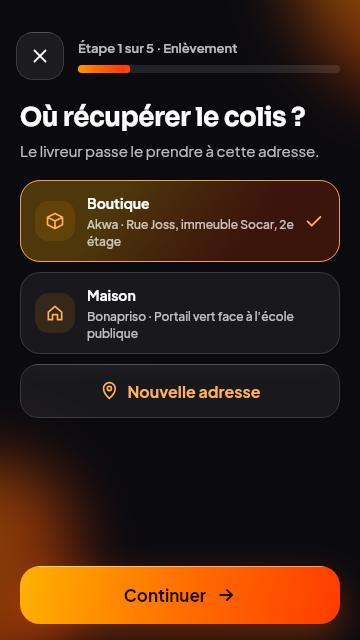 Étape 1 sur 5 · Enlèvement
Où récupérer le colis ?
Le livreur passe le prendre à cette adresse.
Boutique
Akwa · Rue Joss, immeuble Socar, 2e
étage
Maison
Bonapriso · Portail vert face à l'école
publique
Nouvelle adresse
Continuer